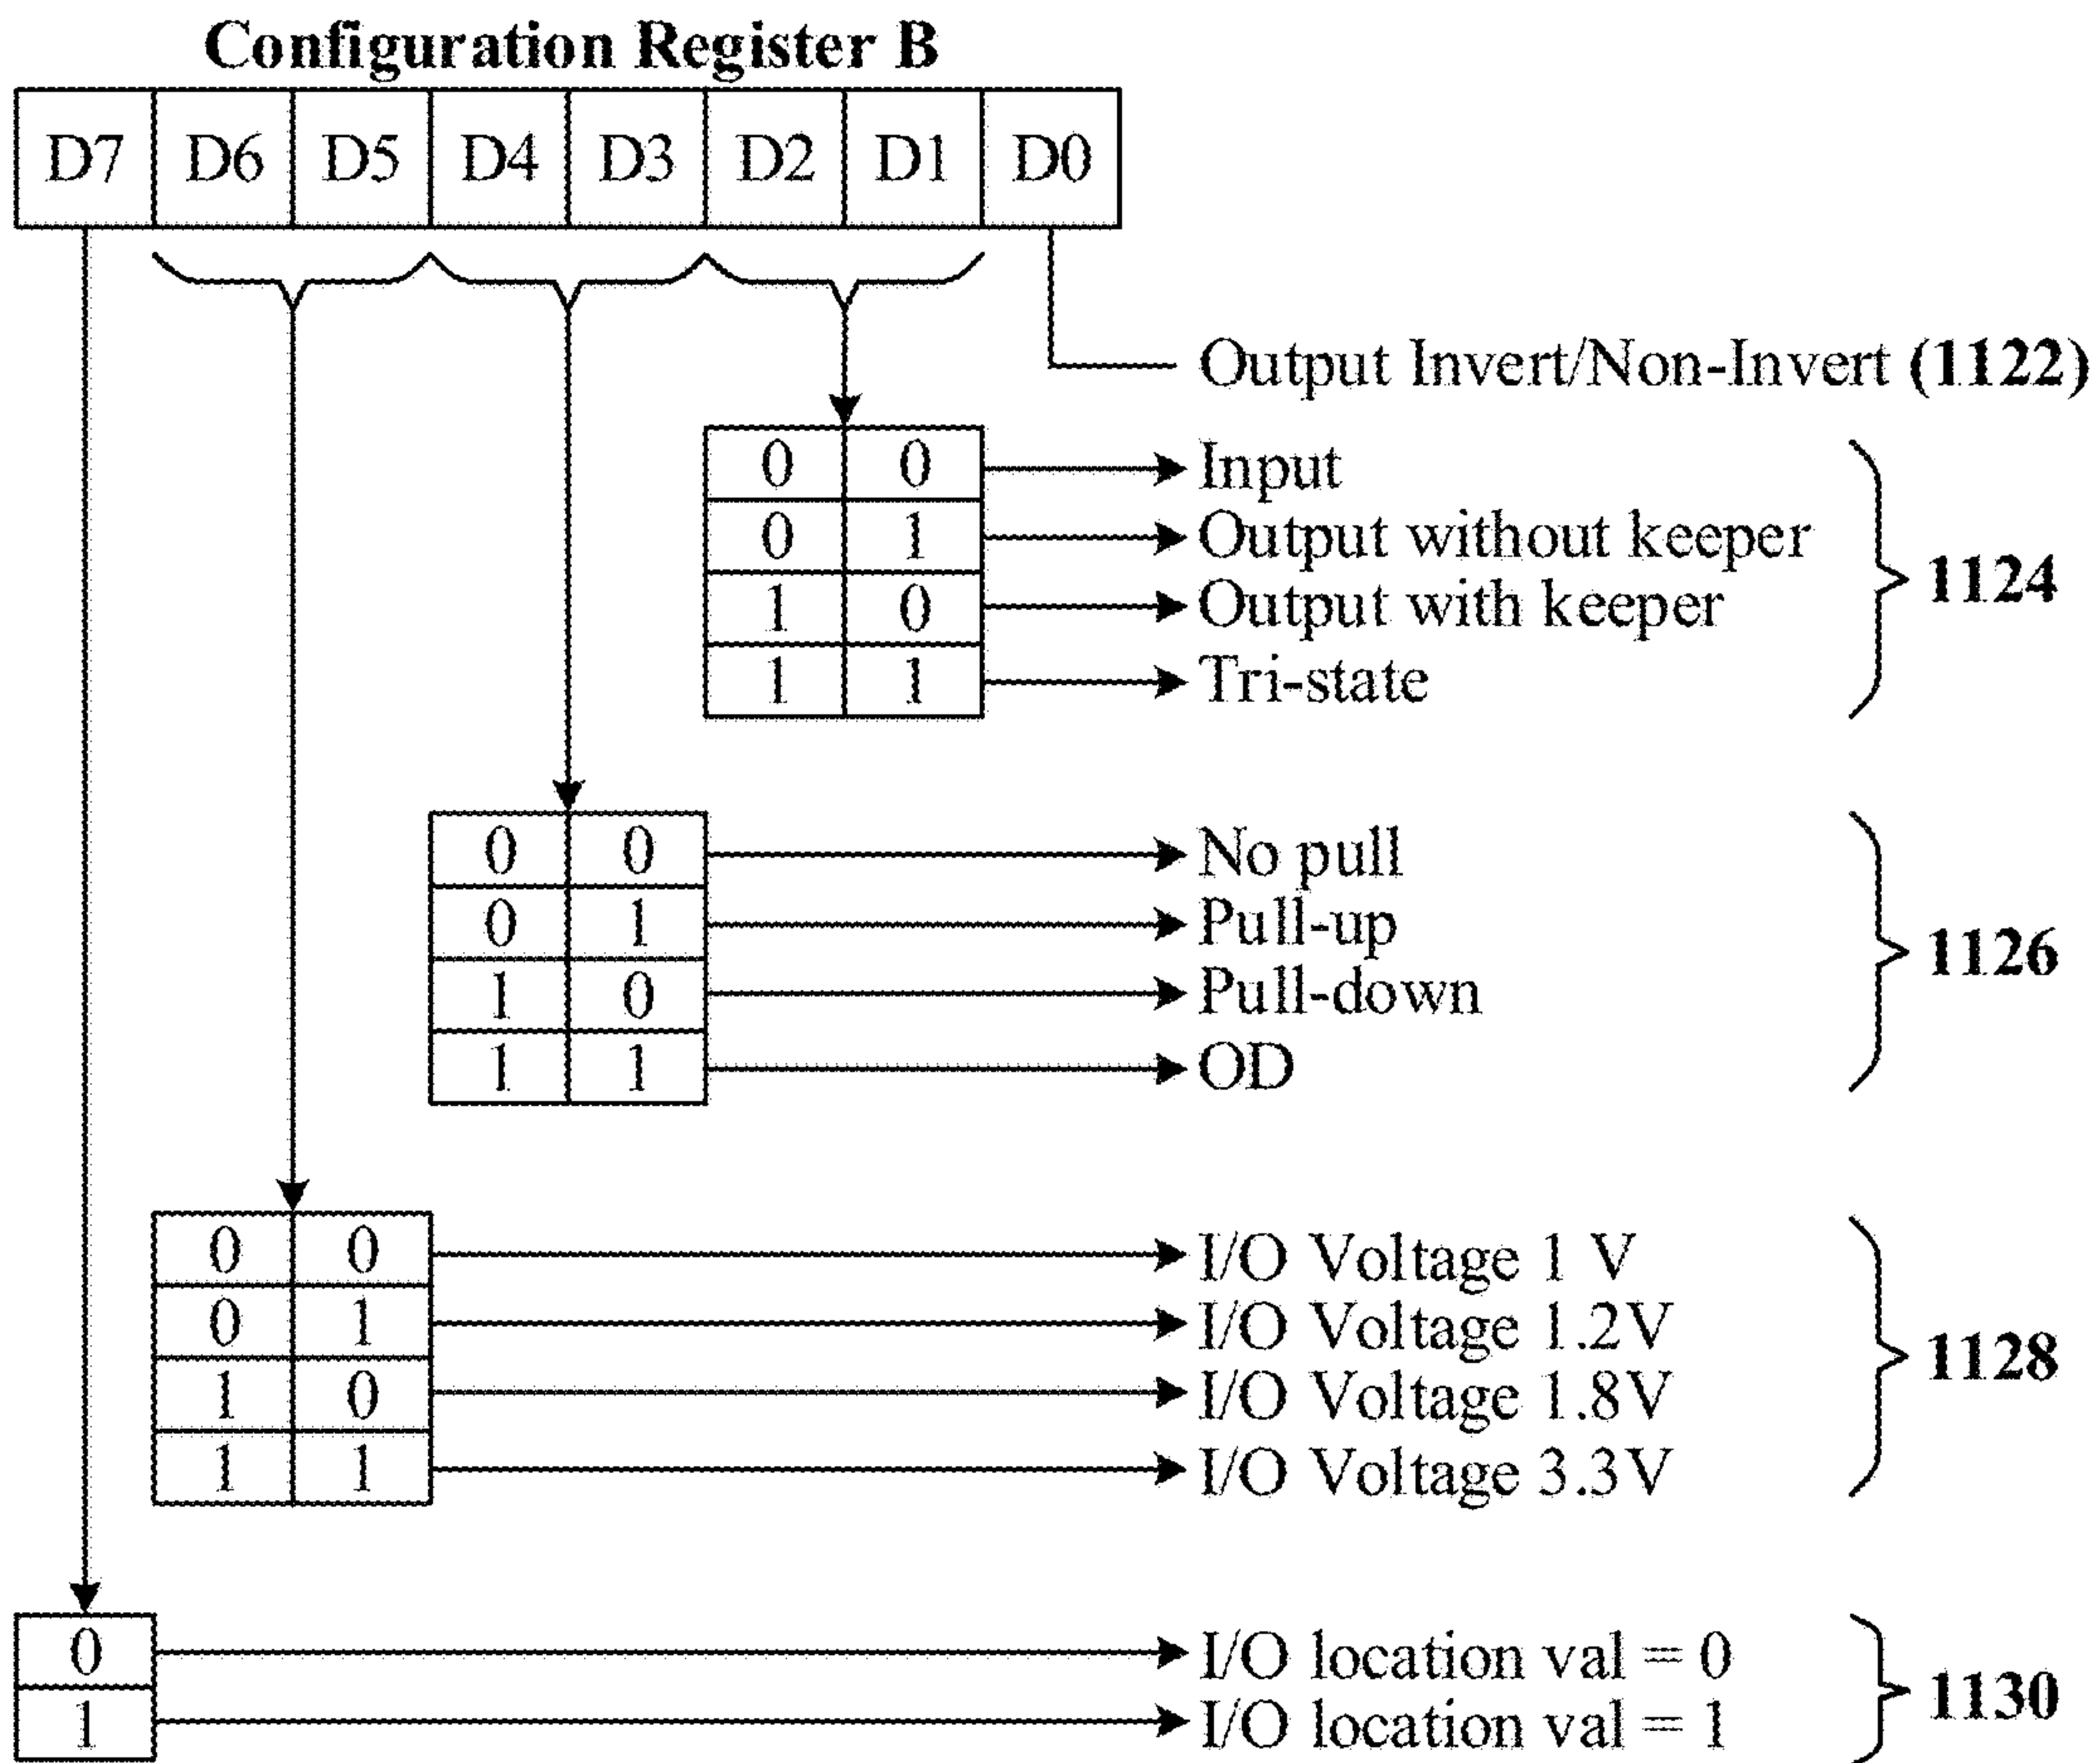 Configuration Register B
D7 D6 D5 D4 D3 D2 D1 D0
Output Invert/Non-Invert (1122)
0 0 Input
0 1 Output without keeper
1 0 Output with keeper
1 1 Tri-state
1124
0 0 No pull
0 1 Pull-up
1 0 Pull-down
1 1 OD
1126
0 0 I/O Voltage 1 V
0 1 I/O Voltage 1.2V
1 0 I/O Voltage 1.8V
1 1 I/O Voltage 3.3V
1128
0 I/O location val = 0
1 I/O location val = 1
1130